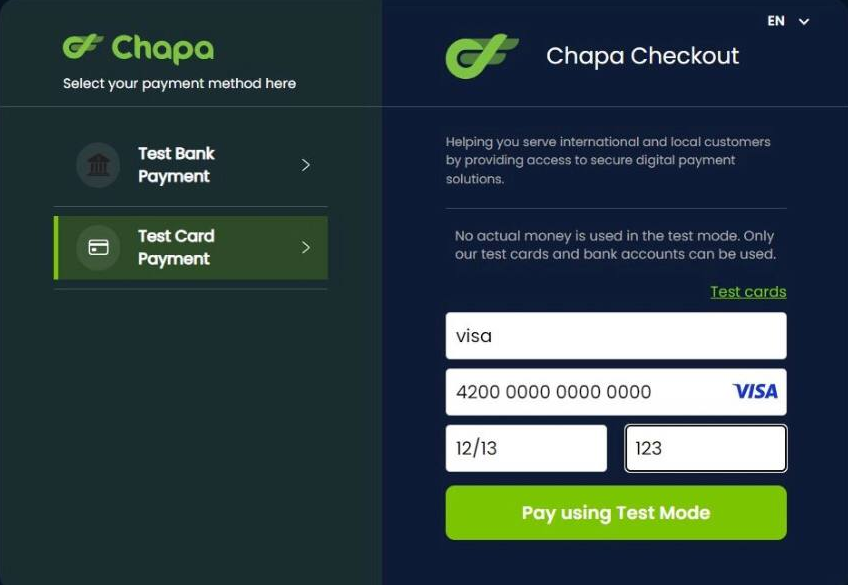 Chapa
Select your payment method here
Test Bank
Payment
Test Card
Payment
EN
Chapa Checkout
Helping you serve international and local customers
by providing access to secure digital payment
solutions.
No actual money is used in the test mode. Only
our test cards and bank accounts can be used.
Test cards
visa
4200 0000 0000 0000 VISA
12/13 123
Pay using Test Mode